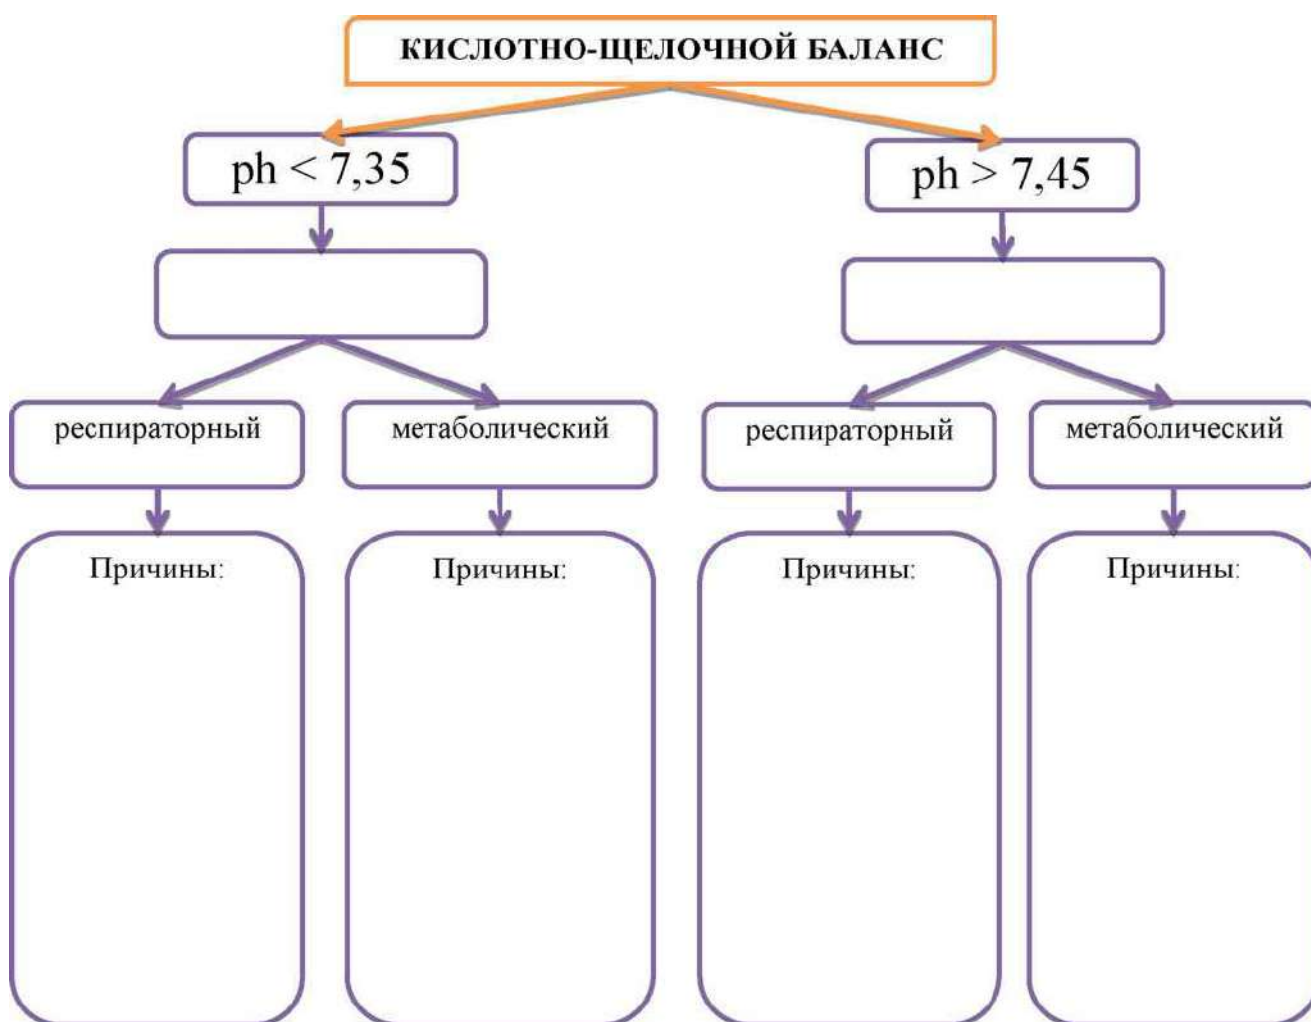 КИСЛОТНО-ЩЕЛОЧНОЙ БАЛАНС
ph < 7,35
ph > 7,45
респираторный
метаболический
респираторный
метаболический
Причины:
Причины:
Причины:
Причины: